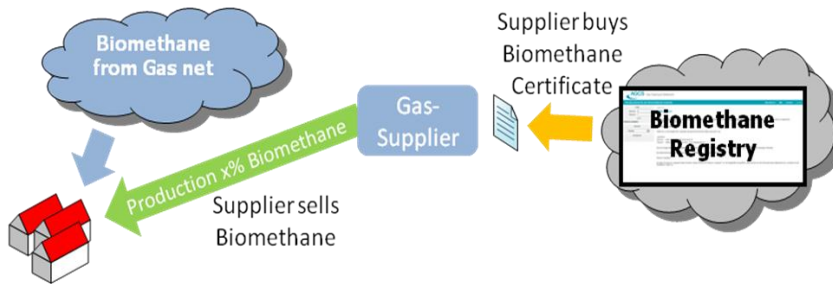 Biomethane
from Gas net
Supplier buys
Biomethane
Certificate
Gas-
Supplier
Biomethane
Registry
Production x% Biomethane
Supplier sells
Biomethane